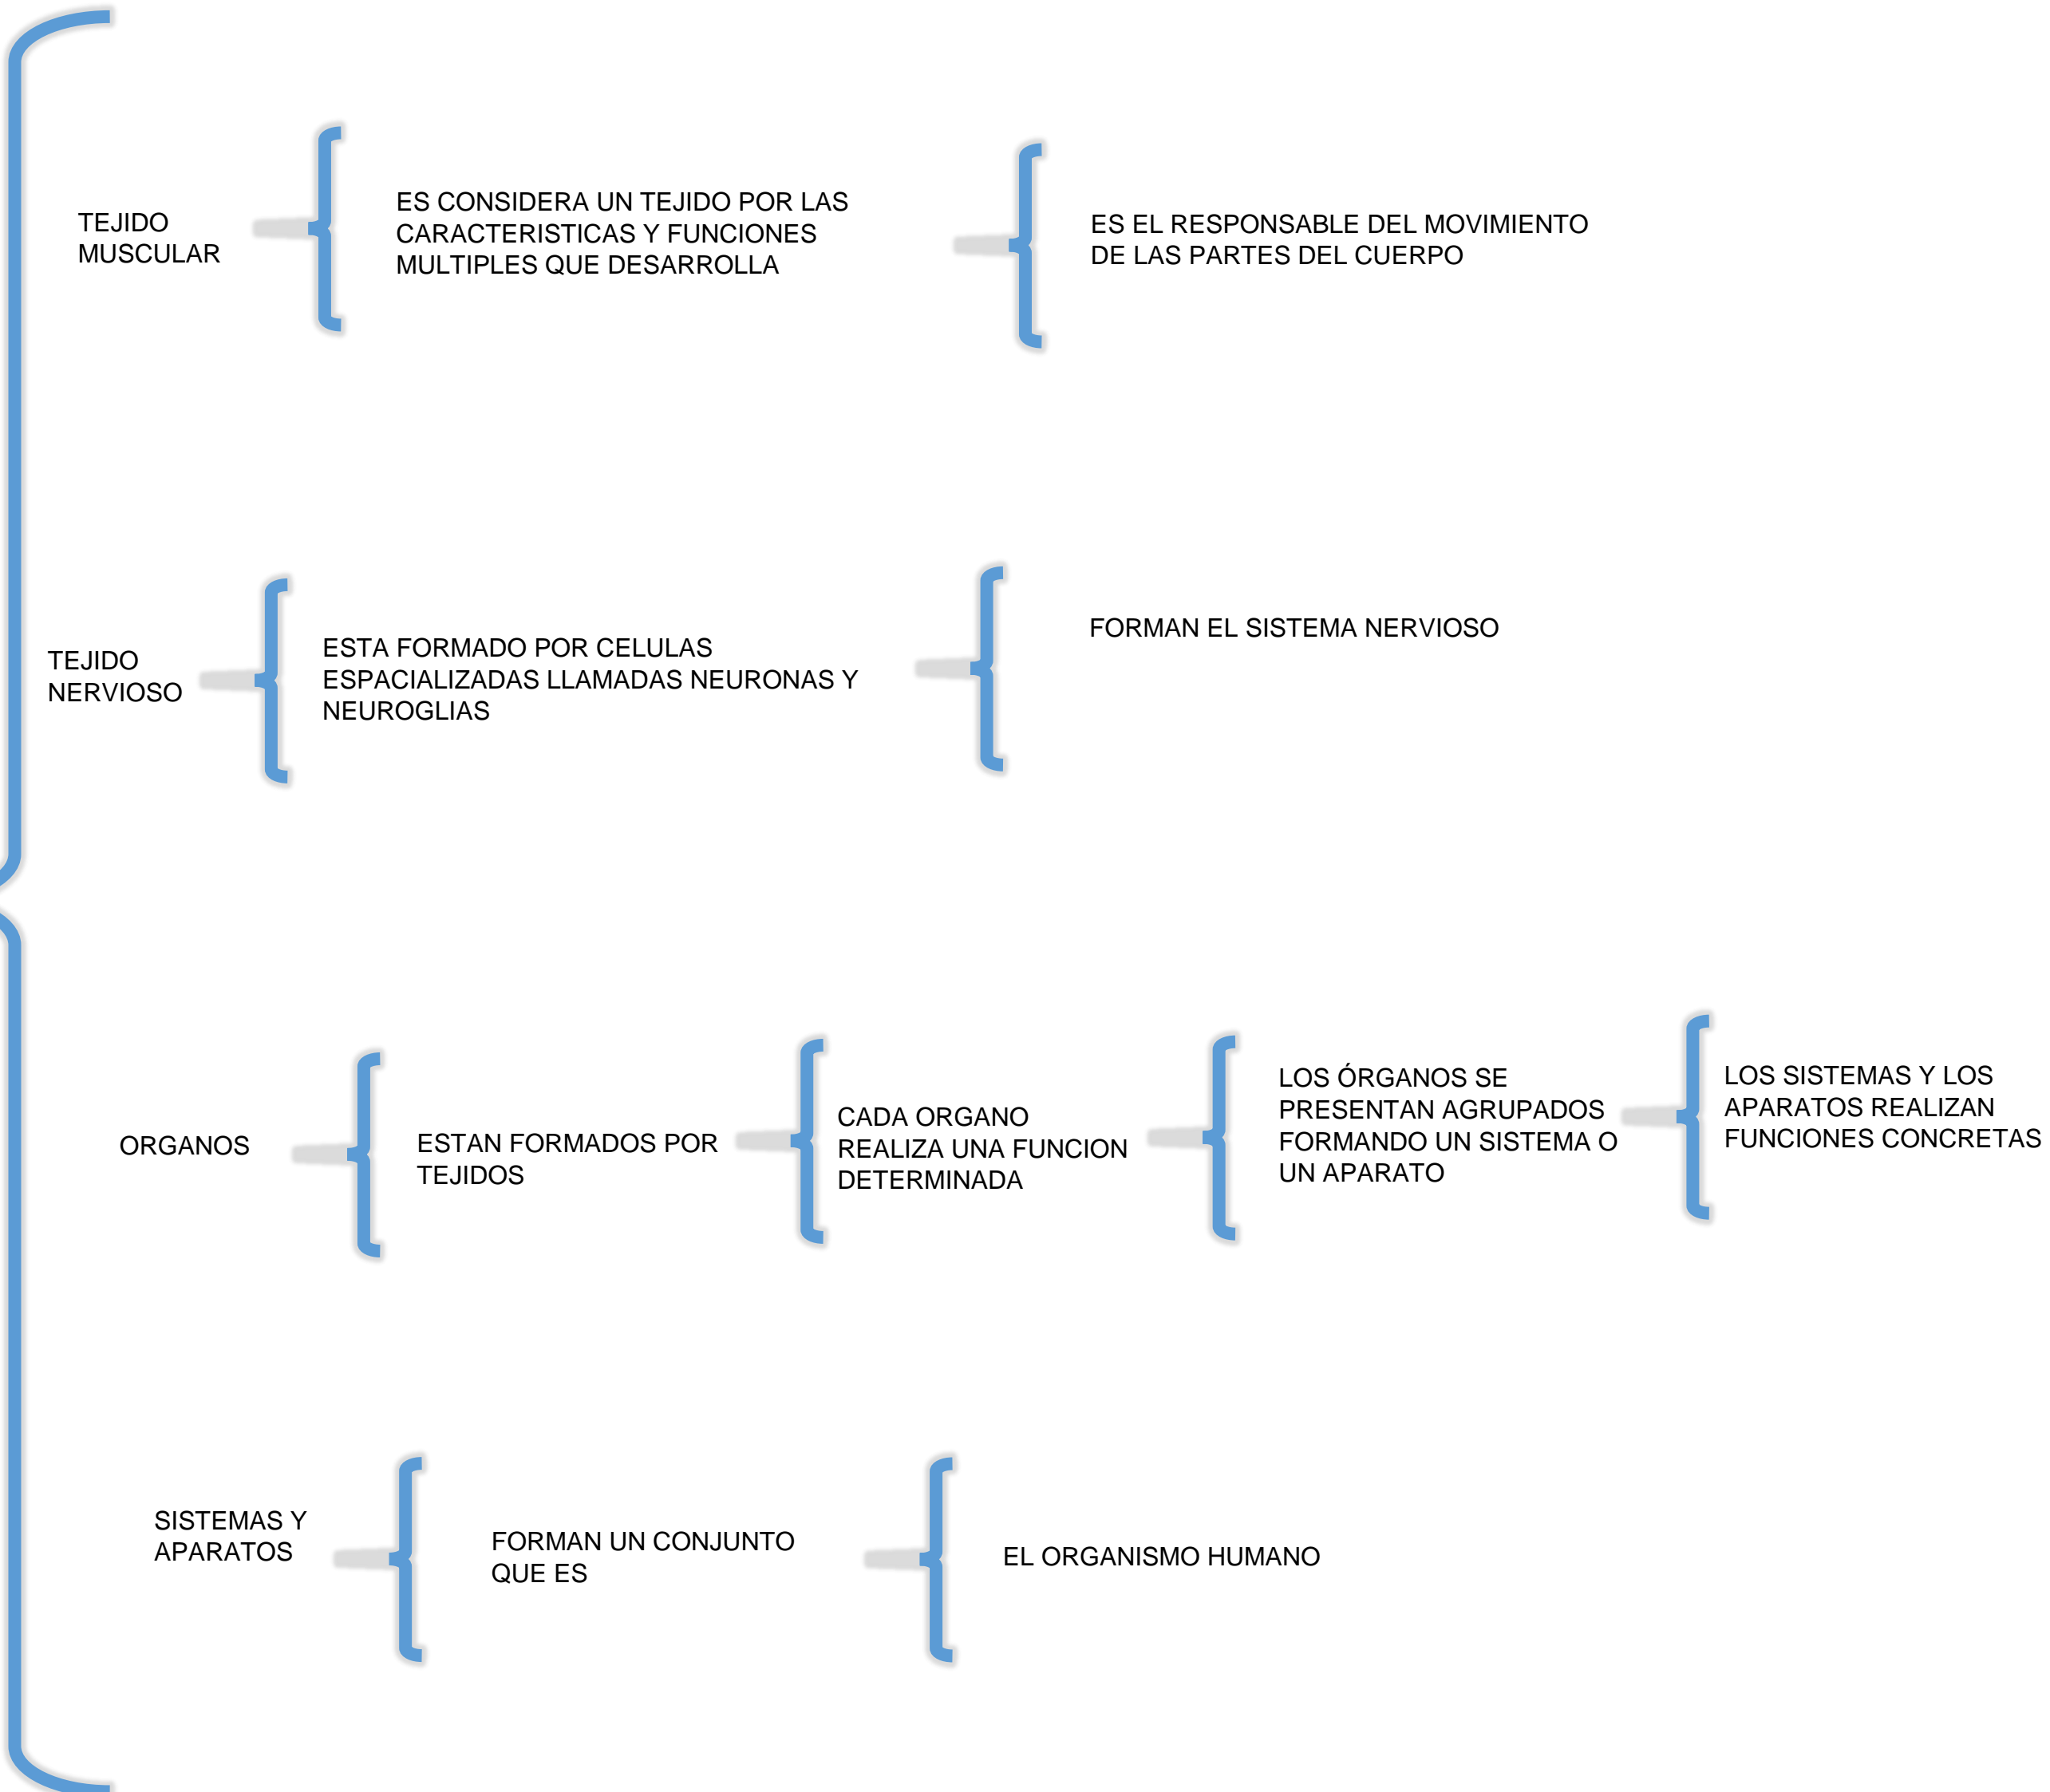 TEJIDO
MUSCULAR
ES CONSIDERA UN TEJIDO POR LAS
CARACTERISTICAS Y FUNCIONES
MULTIPLES QUE DESARROLLA
ES EL RESPONSABLE DEL MOVIMIENTO
DE LAS PARTES DEL CUERPO
TEJIDO
NERVIOSO
ESTA FORMADO POR CELULAS
ESPACIALIZADAS LLAMADAS NEURONAS Y
NEUROGLIAS
FORMAN EL SISTEMA NERVIOSO
ORGANOS
ESTAN FORMADOS POR
TEJIDOS
CADA ORGANO
REALIZA UNA FUNCION
DETERMINADA
LOS ÓRGANOS SE
PRESENTAN AGRUPADOS
FORMANDO UN SISTEMA O
UN APARATO
LOS SISTEMAS Y LOS
APARATOS REALIZAN
FUNCIONES CONCRETAS
SISTEMAS Y
APARATOS
FORMAN UN CONJUNTO
QUE ES
EL ORGANISMO HUMANO